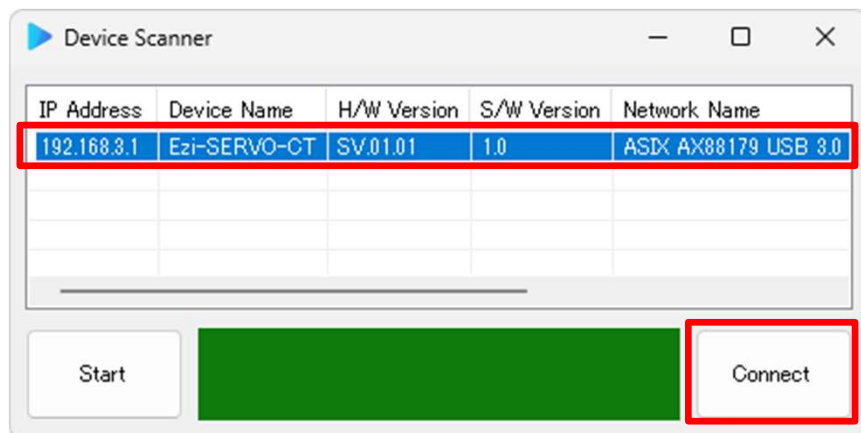 Device Scanner
IP Address Device Name H/W Version S/W Version Network Name
192.168.3.1 Ezi-SERVO-CT SV.01.01 1.0 ASIX AX88179 USB 3.0
Start Connect